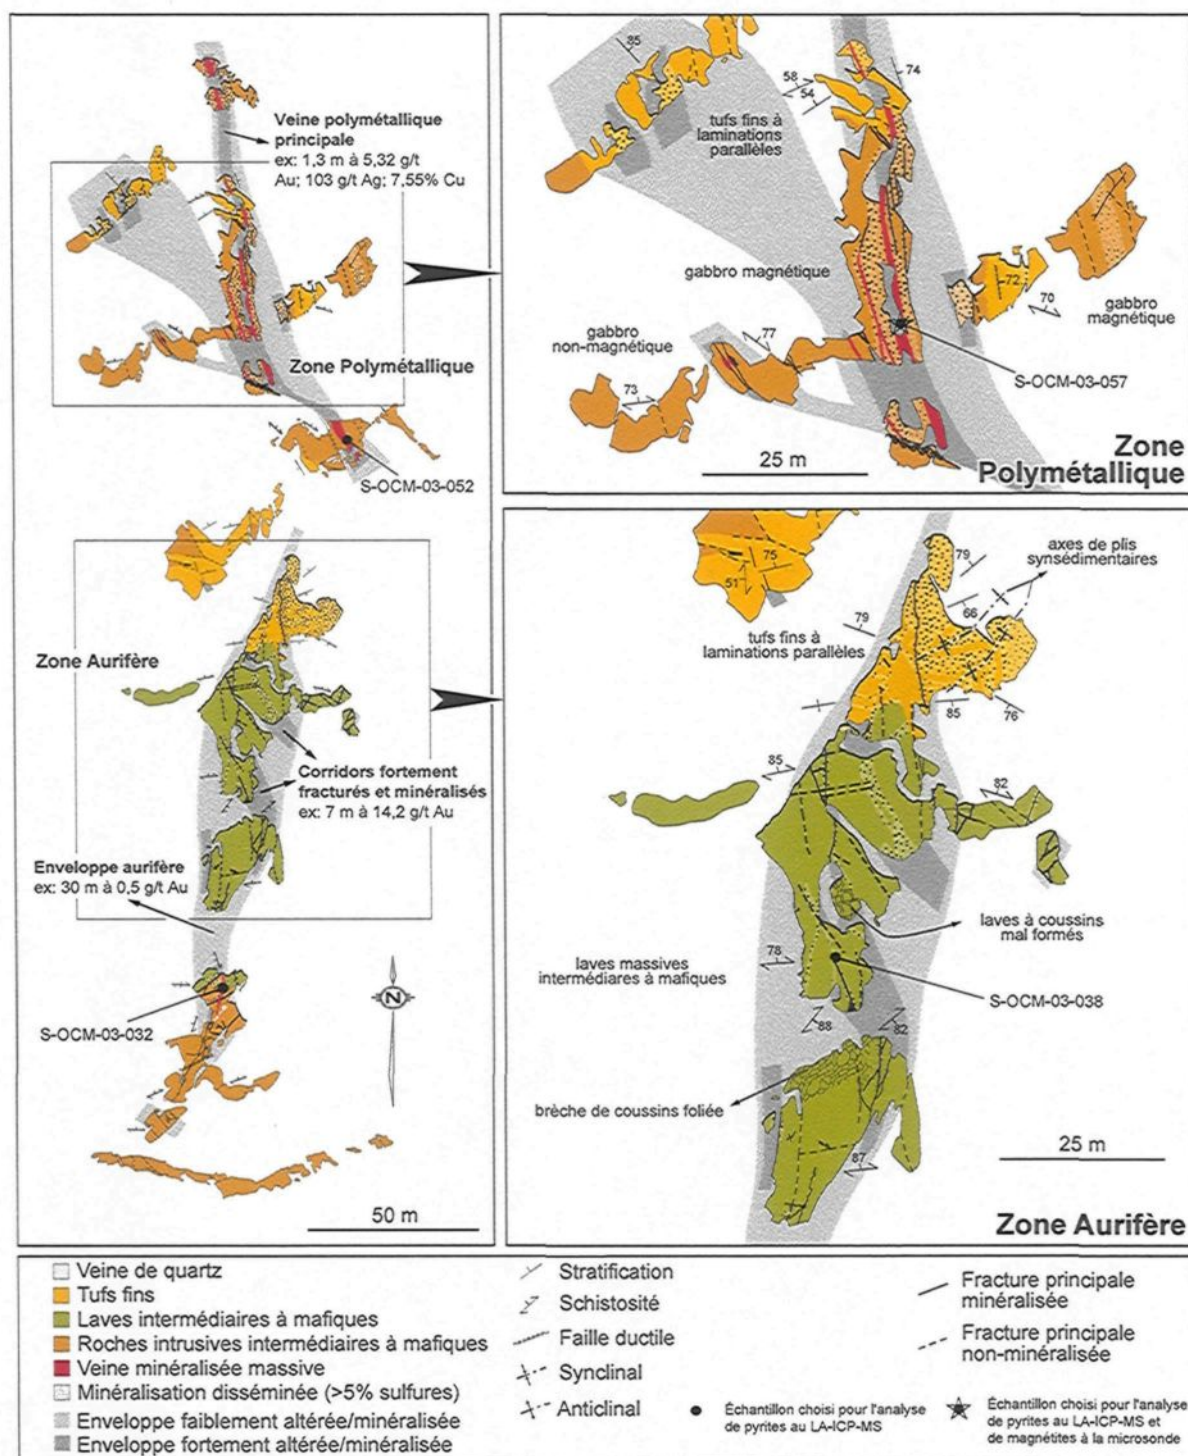 Veine polymétallique
principale
ex: 1,3 m à 5,32 g/t
Au; 103 g/t Ag; 7,55% Cu
Zone Polymétallique
S-OCM-03-052
Zone Aurifère
Corridors fortement
fracturés et minéralisés
ex: 7 m à 14,2 g/t Au
Enveloppe aurifère
ex: 30 m à 0,5 g/t Au
N
S-OCM-03-032
50 m
85
58
54
74
tufs fins à
laminations
parallèles
gabbro magnétique
72
70
gabbro
magnétique
gabbro
non-magnétique
77
73
S-OCM-03-057
25 m
Zone
Polymétallique
75
51
79
axes de plis
synsédimentaires
66
79
tufs fins à
laminations parallèles
85
76
85
82
laves à coussins
mal formés
78
laves massives
intermédiares à mafiques
S-OCM-03-038
88
82
brèche de coussins foliée
87
25 m
Zone Aurifère
Veine de quartz
Tufs fins
Laves intermédiaires à mafiques
Roches intrusives intermédiaires à mafiques
Veine minéralisée massive
Minéralisation disséminée (>5% sulfures)
Enveloppe faiblement altérée/minéralisée
Enveloppe fortement altérée/minéralisée
Stratification
Schistosité
Faille ductile
Synclinal
Anticlinal
Fracture principale
minéralisée
Fracture principale
non-minéralisée
Échantillon choisi pour l'analyse
de pyrites au LA-ICP-MS
Échantillon choisi pour l'analyse
de pyrites au LA-ICP-MS et
de magnétites à la microsonde